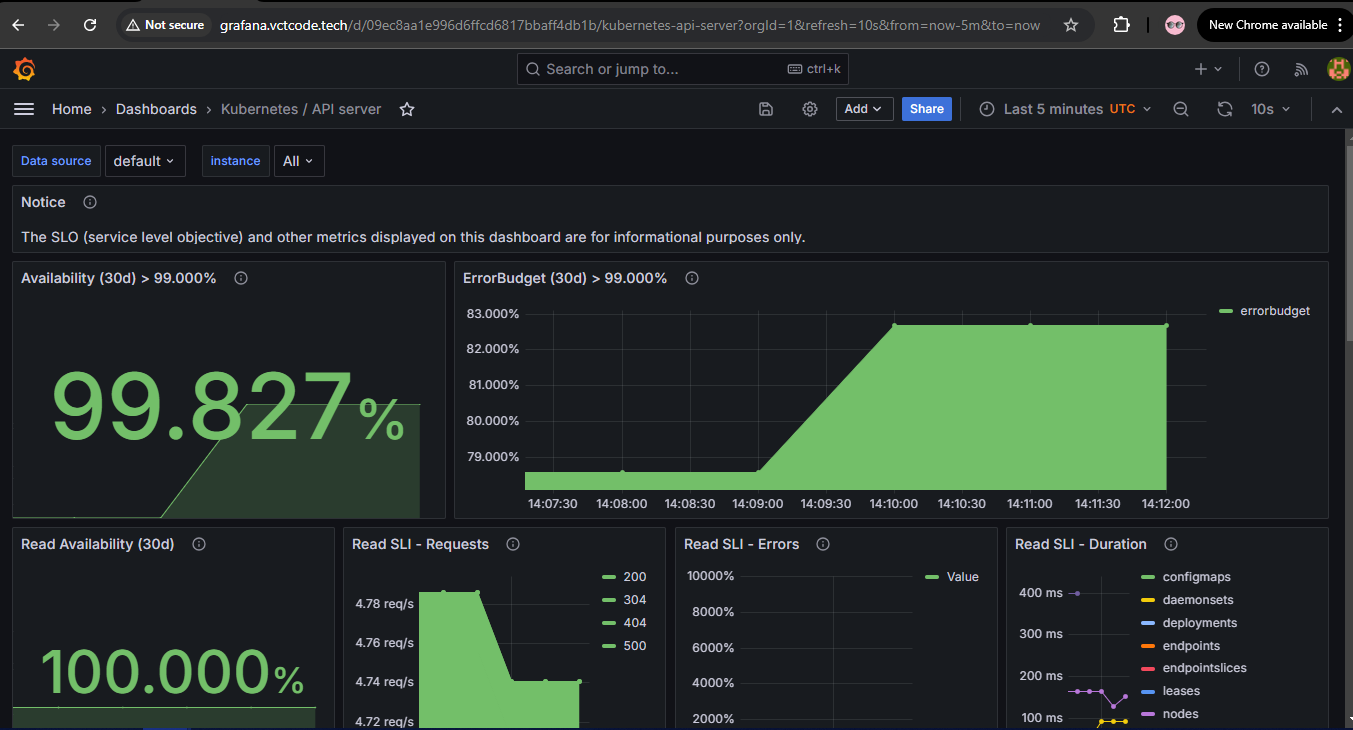 Not secure grafana.vctcode.tech/d/09ec8aa1e996d6ffcd6817bbaff4db1b/kubernetes-api-server?orgId=1&refresh=10s&from=now-5m&to=now New Chrome available
Search or jump to... ctrl+k
Home › Dashboards › Kubernetes / API server Add Share Last 5 minutes UTC 10s
Data source default instance All
Notice
The SLO (service level objective) and other metrics displayed on this dashboard are for informational purposes only.
Availability (30d) > 99.000%
99.827%
ErrorBudget (30d) > 99.000%
83.000%
82.000%
81.000%
80.000%
79.000%
14:07:30 14:08:00 14:08:30 14:09:00 14:09:30 14:10:00 14:10:30 14:11:00 14:11:30 14:12:00
errorbudget
Read Availability (30d)
100.000%
Read SLI - Requests
4.78 req/s
4.76 req/s
4.74 req/s
4.72 req/s
200
304
404
500
Read SLI - Errors
10000%
8000%
6000%
4000%
2000%
Value
Read SLI - Duration
400 ms
300 ms
200 ms
100 ms
configmaps
daemonsets
deployments
endpoints
endpointslices
leases
nodes